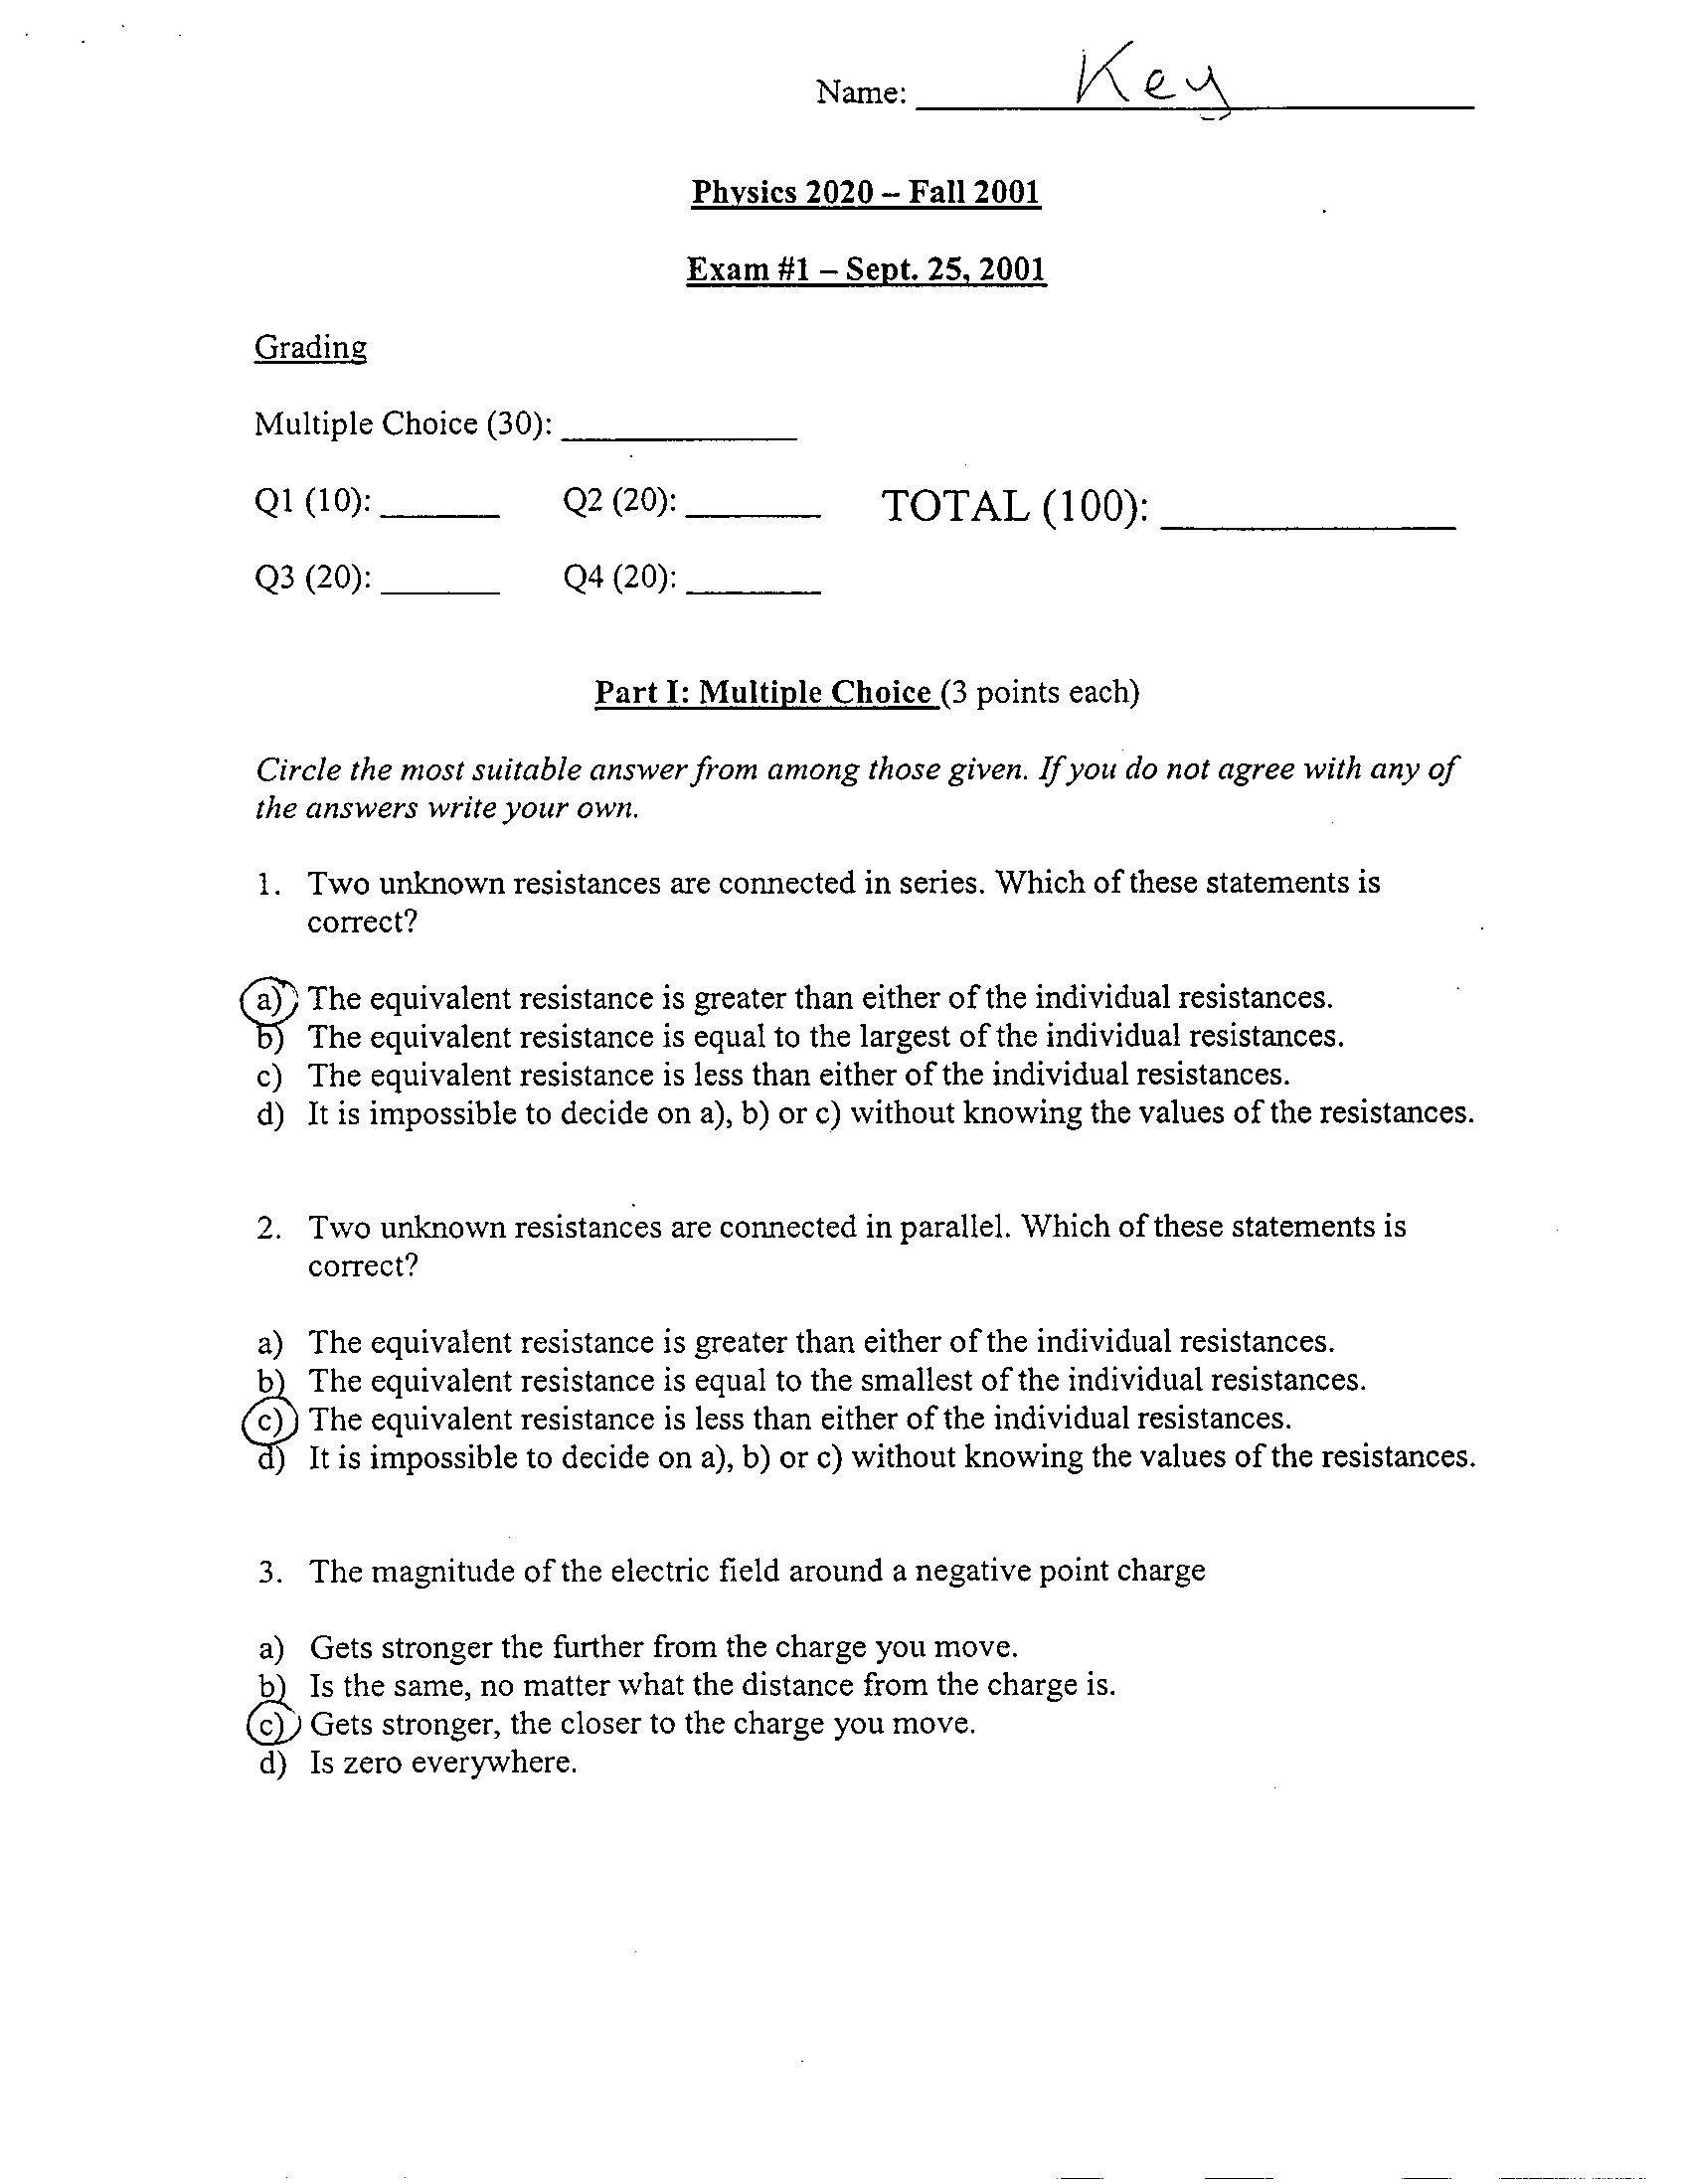 Name: Key
Physics 2020 – Fall 2001
Exam #1 – Sept. 25, 2001
Grading
Multiple Choice (30): ____________
Q1 (10): ______ Q2 (20): ______ TOTAL (100): ____________
Q3 (20): ______ Q4 (20): ______
Part I: Multiple Choice (3 points each)
Circle the most suitable answer from among those given. If you do not agree with any of
the answers write your own.
1. Two unknown resistances are connected in series. Which of these statements is
correct?
a) The equivalent resistance is greater than either of the individual resistances.
b) The equivalent resistance is equal to the largest of the individual resistances.
c) The equivalent resistance is less than either of the individual resistances.
d) It is impossible to decide on a), b) or c) without knowing the values of the resistances.
2. Two unknown resistances are connected in parallel. Which of these statements is
correct?
a) The equivalent resistance is greater than either of the individual resistances.
b) The equivalent resistance is equal to the smallest of the individual resistances.
c) The equivalent resistance is less than either of the individual resistances.
d) It is impossible to decide on a), b) or c) without knowing the values of the resistances.
3. The magnitude of the electric field around a negative point charge
a) Gets stronger the further from the charge you move.
b) Is the same, no matter what the distance from the charge is.
c) Gets stronger, the closer to the charge you move.
d) Is zero everywhere.